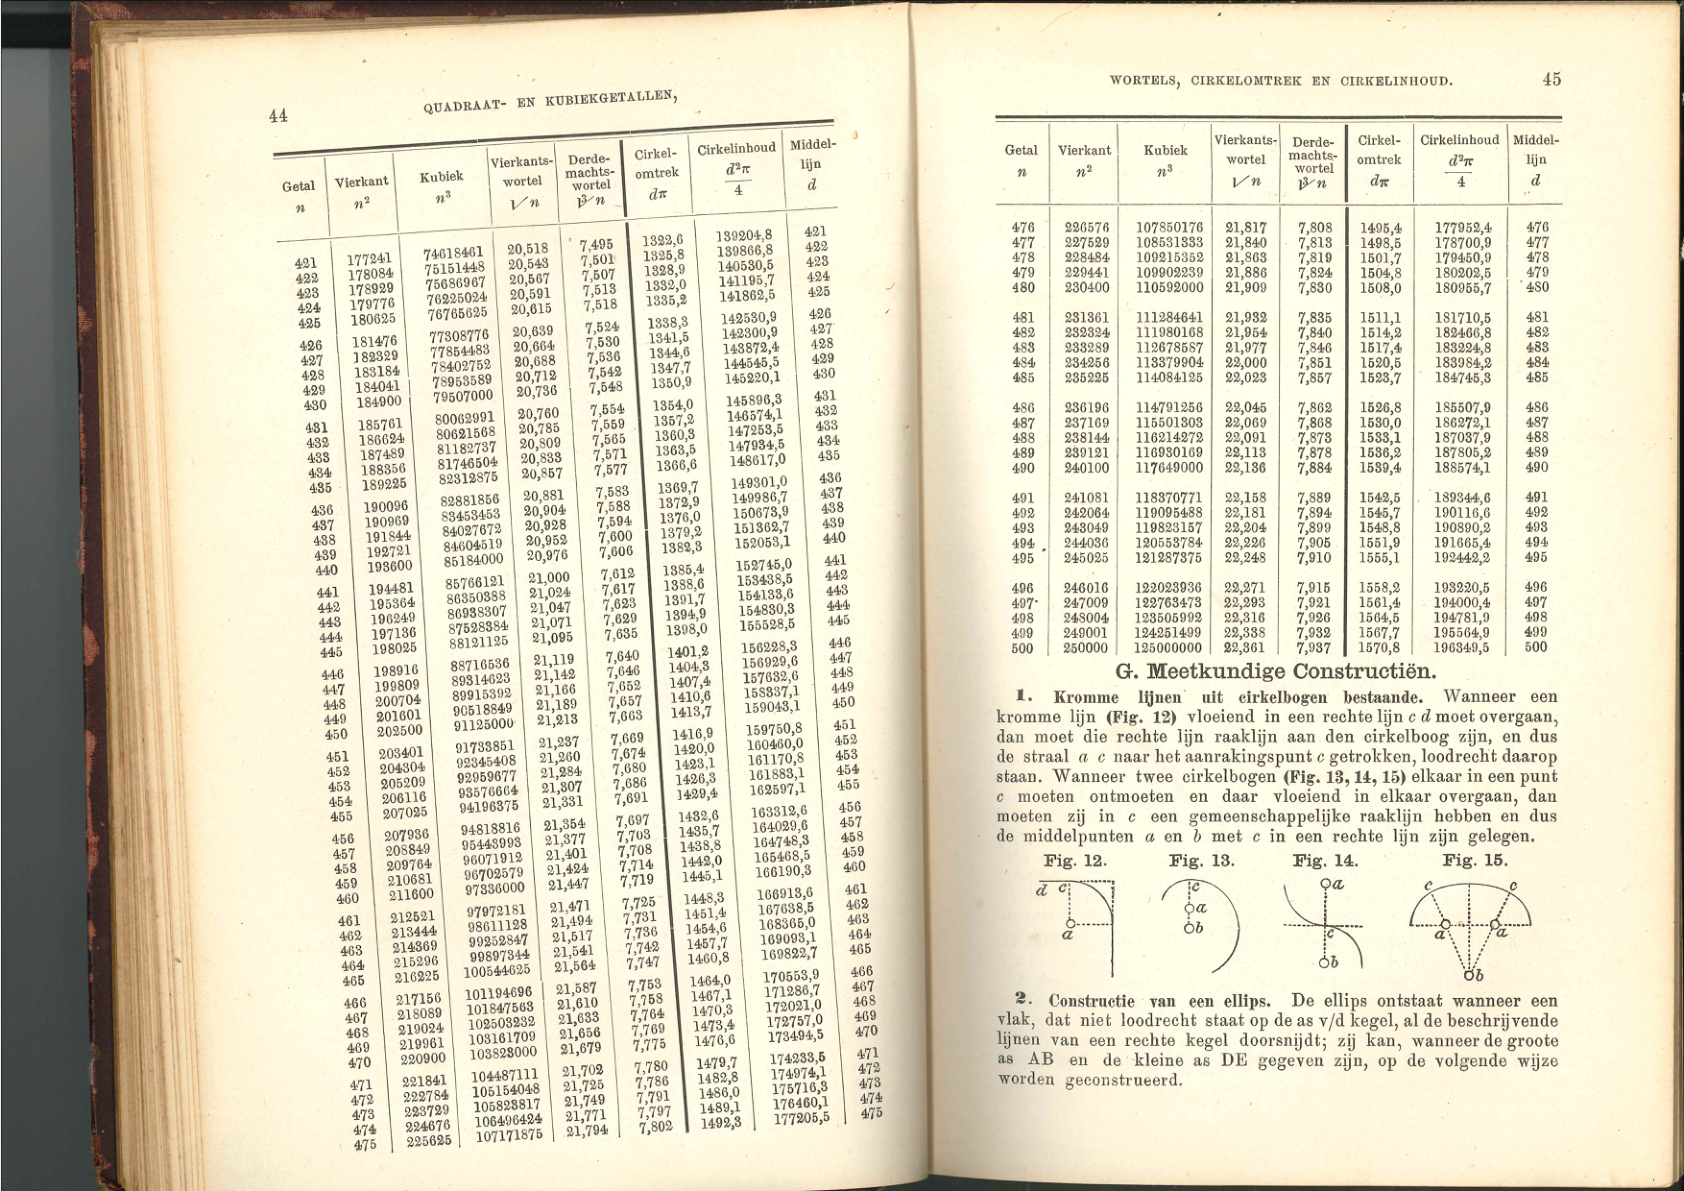 44
QUADRAAT- EN KUBIEKGETALLEN,
Getal n | Vierkant n² | Kubiek n³ | Vierkants-wortel √n | Derde-machts-wortel ∛n | Cirkel-omtrek dπ | Cirkelinhoud d²π/4 | Middel-lijn d
421 177241 74618461 20,518 7,495 1322,6 139204,8 421
422 178084 75151448 20,543 7,501 1325,8 139866,8 422
423 178929 75686967 20,567 7,507 1328,9 140530,5 423
424 179776 76225024 20,591 7,513 1332,0 141195,7 424
425 180625 76765625 20,615 7,518 1335,2 141862,5 425
426 181476 77308776 20,639 7,524 1338,3 142530,9 426
427 182329 77854483 20,664 7,530 1341,5 142300,9 427
428 183184 78402752 20,688 7,536 1344,6 143872,4 428
429 184041 78953589 20,712 7,542 1347,7 144545,5 429
430 184900 79507000 20,736 7,548 1350,9 145220,1 430
431 185761 80062991 20,760 7,554 1354,0 145896,3 431
432 186624 80621568 20,785 7,559 1357,2 146574,1 432
433 187489 81182737 20,809 7,565 1360,3 147253,5 433
434 188356 81746504 20,833 7,571 1363,5 147934,5 434
435 189225 82312875 20,857 7,577 1366,6 148617,0 435
436 190096 82881856 20,881 7,583 1369,7 149301,0 436
437 190969 83453453 20,904 7,588 1372,9 149986,7 437
438 191844 84027672 20,928 7,594 1376,0 150673,9 438
439 192721 84604519 20,952 7,600 1379,2 151362,7 439
440 193600 85184000 20,976 7,606 1382,3 152053,1 440
441 194481 85766121 21,000 7,612 1385,4 152745,0 441
442 195364 86350388 21,024 7,617 1388,6 153438,5 442
443 196249 86938307 21,047 7,623 1391,7 154133,6 443
444 197136 87528384 21,071 7,629 1394,9 154830,3 444
445 198025 88121125 21,095 7,635 1398,0 155528,5 445
446 198916 88716536 21,119 7,640 1401,2 156228,3 446
447 199809 89314623 21,142 7,646 1404,3 156929,6 447
448 200704 89915392 21,166 7,652 1407,4 157632,6 448
449 201601 90518849 21,189 7,657 1410,6 158337,1 449
450 202500 91125000 21,213 7,663 1413,7 159043,1 450
451 203401 91733851 21,237 7,669 1416,9 159750,8 451
452 204304 92345408 21,260 7,674 1420,0 160460,0 452
453 205209 92959677 21,284 7,680 1423,1 161170,8 453
454 206116 93576664 21,307 7,686 1426,3 161883,1 454
455 207025 94196375 21,331 7,691 1429,4 162597,1 455
456 207936 94818816 21,354 7,697 1432,6 163312,6 456
457 208849 95443993 21,377 7,703 1435,7 164029,6 457
458 209764 96071912 21,401 7,708 1438,8 164748,3 458
459 210681 96702579 21,424 7,714 1442,0 165468,5 459
460 211600 97336000 21,447 7,719 1445,1 166190,3 460
461 212521 97972181 21,471 7,725 1448,3 166913,6 461
462 213444 98611128 21,494 7,731 1451,4 167638,5 462
463 214369 99252847 21,517 7,736 1454,6 168365,0 463
464 215296 99897344 21,541 7,742 1457,7 169093,1 464
465 216225 100544625 21,564 7,747 1460,8 169822,7 465
466 217156 101194696 21,587 7,753 1464,0 170553,9 466
467 218089 101847563 21,610 7,758 1467,1 171286,7 467
468 219024 102503232 21,633 7,764 1470,3 172021,0 468
469 219961 103161709 21,656 7,769 1473,4 172757,0 469
470 220900 103823000 21,679 7,775 1476,6 173494,5 470
471 221841 104487111 21,702 7,780 1479,7 174233,5 471
472 222784 105154048 21,725 7,786 1482,8 174974,1 472
473 223729 105823817 21,749 7,791 1486,0 175716,3 473
474 224676 106496424 21,771 7,797 1489,1 176460,1 474
475 225625 107171875 21,794 7,802 1492,3 177205,5 475
WORTELS, CIRKELOMTREK EN CIRKELINHOUD.
45
Getal n | Vierkant n² | Kubiek n³ | Vierkants-wortel √n | Derde-machts-wortel ∛n | Cirkel-omtrek dπ | Cirkelinhoud d²π/4 | Middel-lijn d
476 226576 107850176 21,817 7,808 1495,4 177952,4 476
477 227529 108531333 21,840 7,813 1498,5 178700,9 477
478 228484 109215352 21,863 7,819 1501,7 179450,9 478
479 229441 109902239 21,886 7,824 1504,8 180202,5 479
480 230400 110592000 21,909 7,830 1508,0 180955,7 480
481 231361 111284641 21,932 7,835 1511,1 181710,5 481
482 232324 111980168 21,954 7,840 1514,2 182466,8 482
483 233289 112678587 21,977 7,846 1517,4 183224,8 483
484 234256 113379904 22,000 7,851 1520,5 183984,2 484
485 235225 114084125 22,023 7,857 1523,7 184745,3 485
486 236196 114791256 22,045 7,862 1526,8 185507,9 486
487 237169 115501303 22,069 7,868 1530,0 186272,1 487
488 238144 116214272 22,091 7,873 1533,1 187037,9 488
489 239121 116930169 22,113 7,878 1536,2 187805,2 489
490 240100 117649000 22,136 7,884 1539,4 188574,1 490
491 241081 118370771 22,158 7,889 1542,5 189344,6 491
492 242064 119095488 22,181 7,894 1545,7 190116,6 492
493 243049 119823157 22,204 7,899 1548,8 190890,2 493
494 244036 120553784 22,226 7,905 1551,9 191665,4 494
495 245025 121287375 22,248 7,910 1555,1 192442,2 495
496 246016 122023936 22,271 7,915 1558,2 193220,5 496
497 247009 122763473 22,293 7,921 1561,4 194000,4 497
498 248004 123505992 22,316 7,926 1564,5 194781,9 498
499 249001 124251499 22,338 7,932 1567,7 195564,9 499
500 250000 125000000 22,361 7,937 1570,8 196349,5 500
G. Meetkundige Constructiën.
1. Kromme lijnen uit cirkelbogen bestaande. Wanneer een
kromme lijn (Fig. 12) vloeiend in een rechte lijn c d moet overgaan,
dan moet die rechte lijn raaklijn aan den cirkelboog zijn, en dus
de straal a c naar het aanrakingspunt c getrokken, loodrecht daarop
staan. Wanneer twee cirkelbogen (Fig. 13, 14, 15) elkaar in een punt
c moeten ontmoeten en daar vloeiend in elkaar overgaan, dan
moeten zij in c een gemeenschappelijke raaklijn hebben en dus
de middelpunten a en b met c in een rechte lijn zijn gelegen.
Fig. 12. Fig. 13. Fig. 14. Fig. 15.
d c a
c a b
a c b
c c a a b
2. Constructie van een ellips. De ellips ontstaat wanneer een
vlak, dat niet loodrecht staat op de as v/d kegel, al de beschrijvende
lijnen van een rechte kegel doorsnijdt; zij kan, wanneer de groote
as AB en de kleine as DE gegeven zijn, op de volgende wijze
worden geconstrueerd.